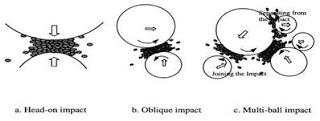 Separating from
the impact
Joining the Impact
a. Head-on impact
b. Oblique impact
c. Multi-ball impact